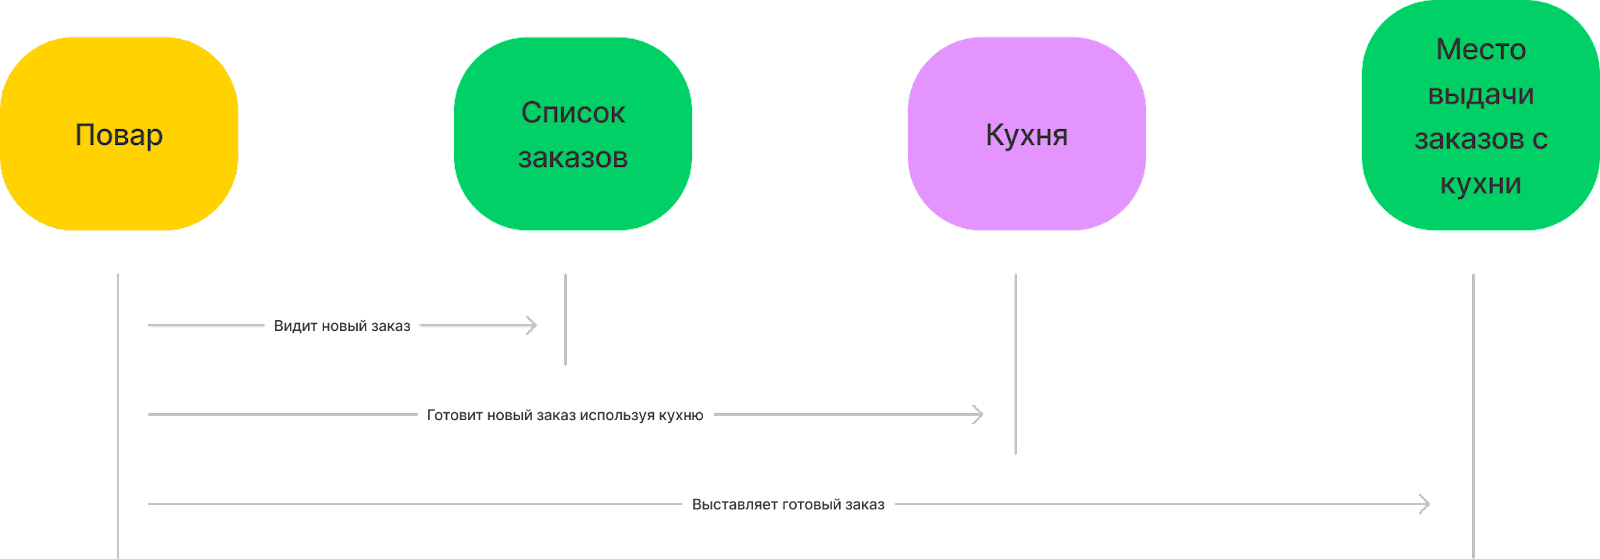 Повар
Список
заказов
Кухня
Место
выдачи
заказов с
кухни
Видит новый заказ
Готовит новый заказ используя кухню
Выставляет готовый заказ